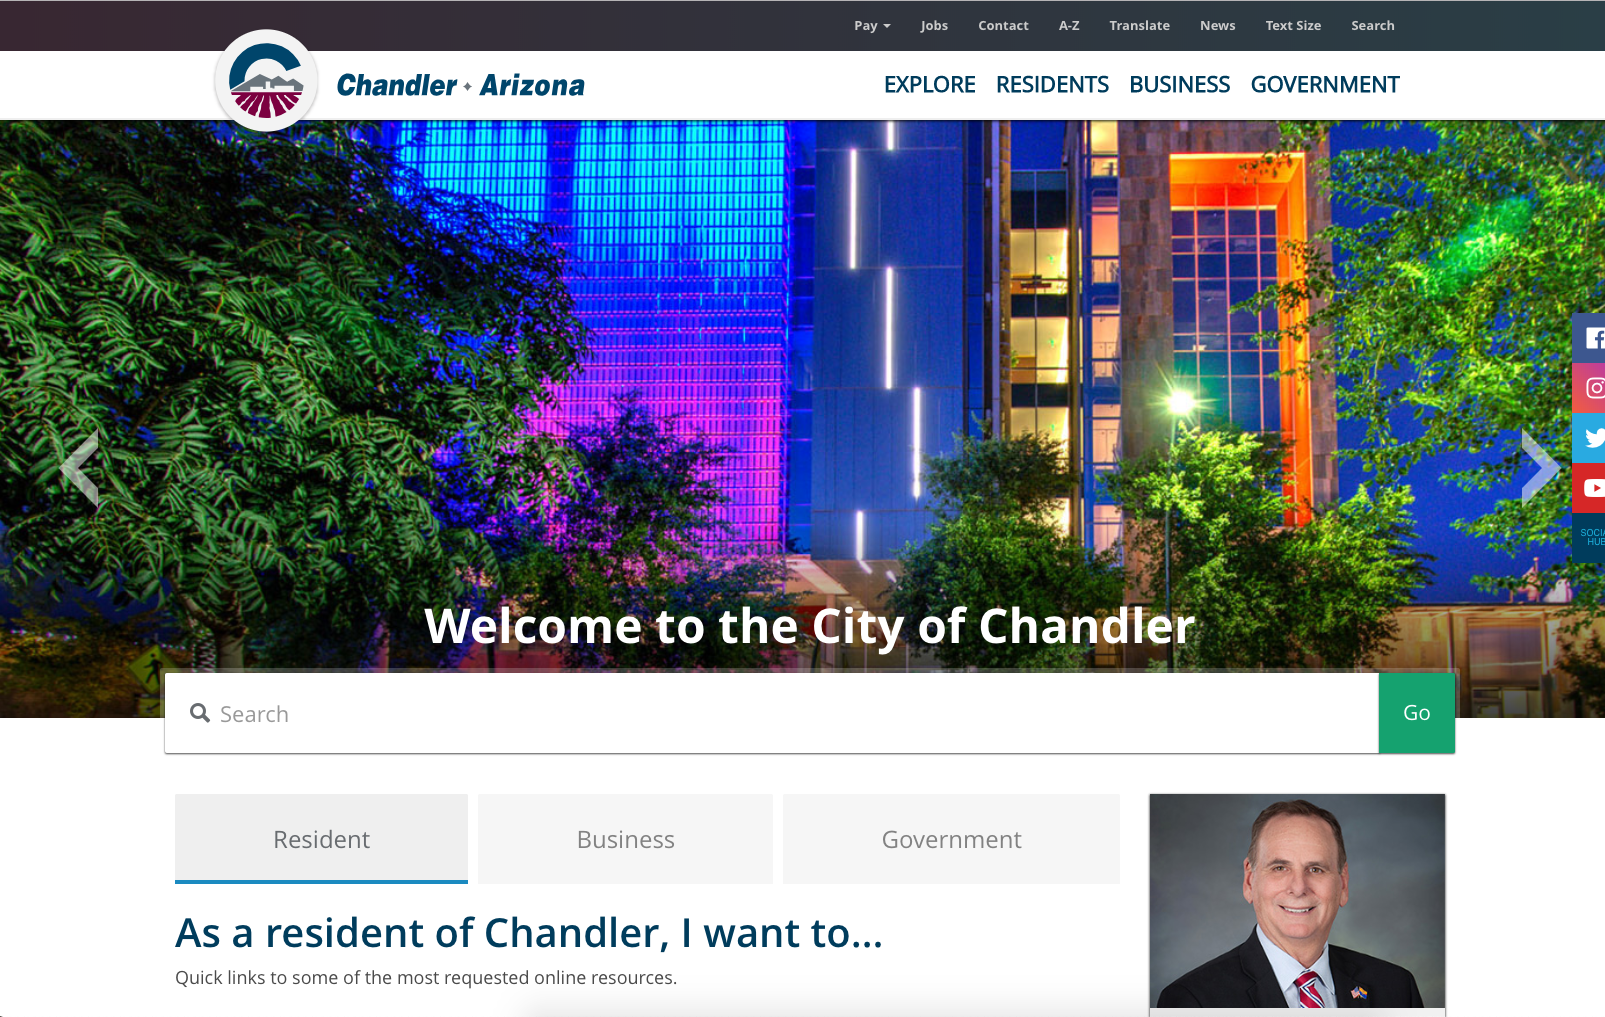 Pay Jobs Contact A-Z Translate News Text Size Search
Chandler Arizona
EXPLORE RESIDENTS BUSINESS GOVERNMENT
Welcome to the City of Chandler
Search
Go
Resident
Business
Government
As a resident of Chandler, I want to...
Quick links to some of the most requested online resources.